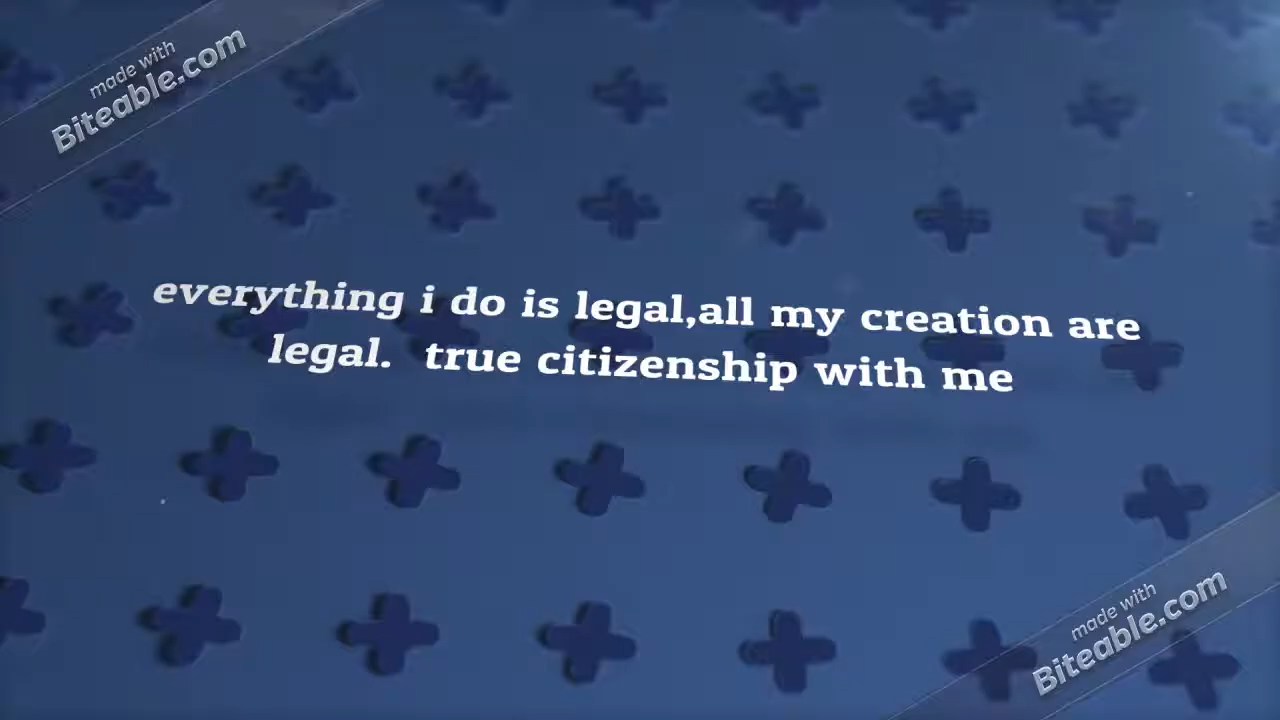 made with
Biteable.com
everything i do is legal,all my creation are
legal.  true citizenship with me
made with
Biteable.com